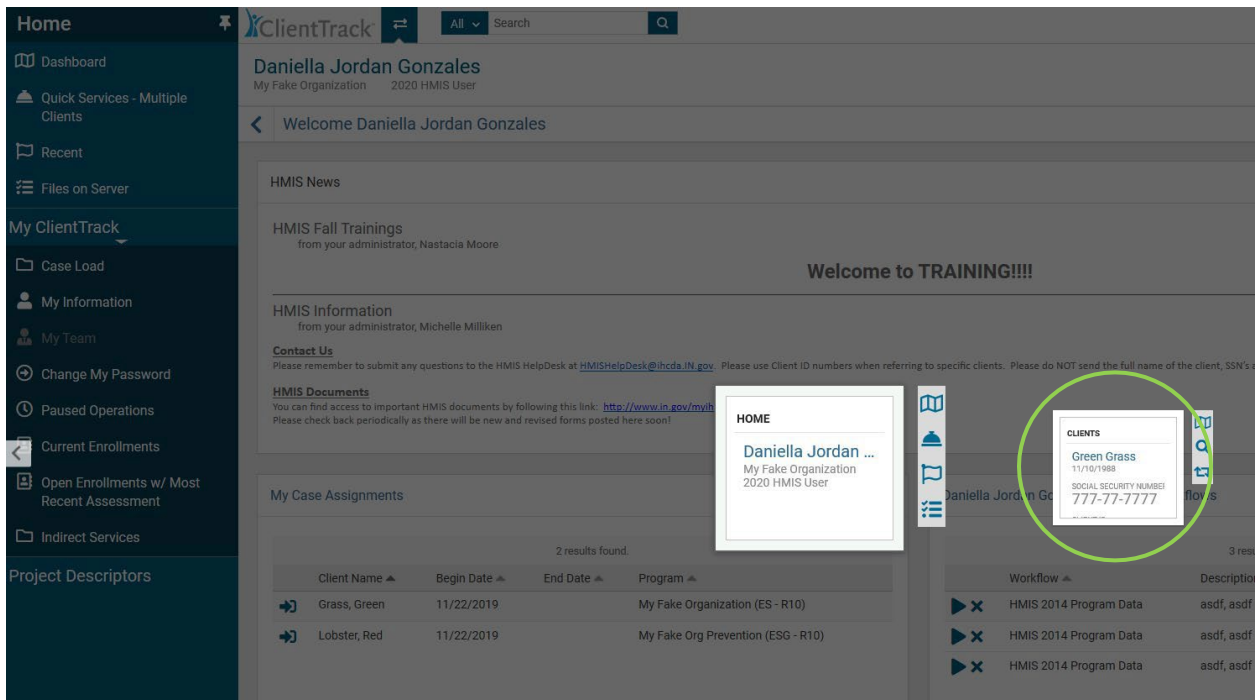 Home
Dashboard
Quick Services - Multiple
Clients
Recent
Files on Server
My ClientTrack
Case Load
My Information
My Team
Change My Password
Paused Operations
Current Enrollments
Open Enrollments w/ Most
Recent Assessment
Indirect Services
Project Descriptors
ClientTrack
All
Search
Daniella Jordan Gonzales
My Fake Organization 2020 HMIS User
Welcome Daniella Jordan Gonzales
HMIS News
HMIS Fall Trainings
from your administrator, Nastacia Moore
Welcome to TRAINING!!!!
HMIS Information
from your administrator, Michelle Milliken
Contact Us
Please remember to submit any questions to the HMIS HelpDesk at HMISHelpDesk@ihcda.IN.gov. Please use Client ID numbers when referring to specific clients. Please do NOT send the full name of the client, SSN's a
HMIS Documents
You can find access to important HMIS documents by following this link: http://www.in.gov/myih
Please check back periodically as there will be new and revised forms posted here soon!
HOME
Daniella Jordan ...
My Fake Organization
2020 HMIS User
CLIENTS
Green Grass
11/10/1988
SOCIAL SECURITY NUMBER
777-77-7777
My Case Assignments
2 results found.
Client Name Begin Date End Date Program
Grass, Green 11/22/2019 My Fake Organization (ES - R10)
Lobster, Red 11/22/2019 My Fake Org Prevention (ESG - R10)
Daniella Jordan Go flows
3 resu
Workflow Description
HMIS 2014 Program Data asdf, asdf
HMIS 2014 Program Data asdf, asdf
HMIS 2014 Program Data asdf, asdf